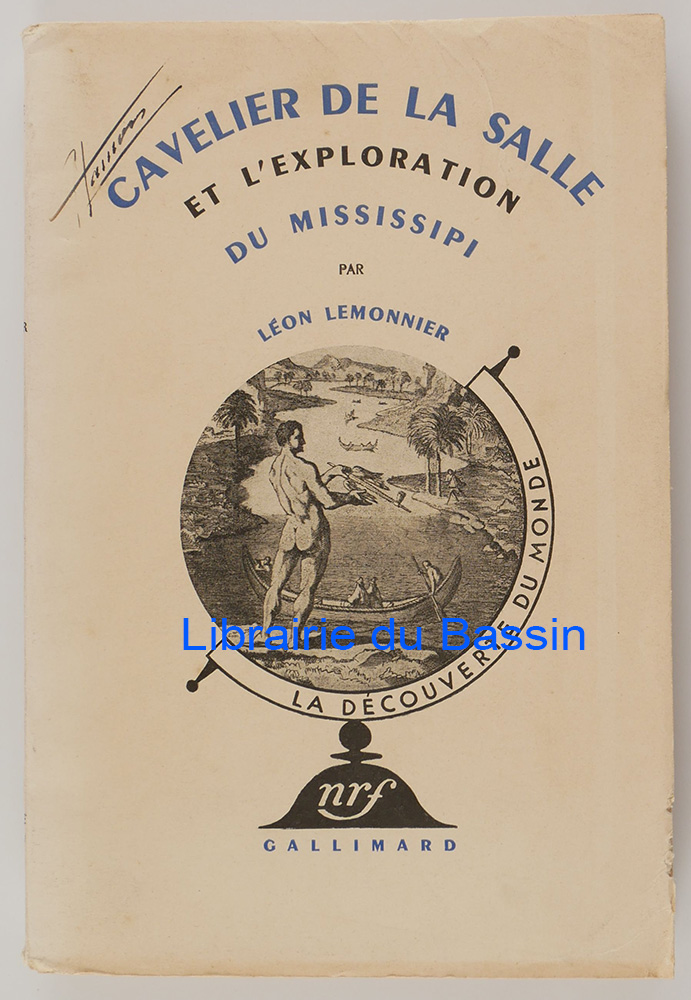 CAVELIER DE LA SALLE
ET L'EXPLORATION
DU MISSISSIPI
PAR
LÉON LEMONNIER
LA DÉCOUVERTE DU MONDE
Librairie du Bassin
nrf
GALLIMARD